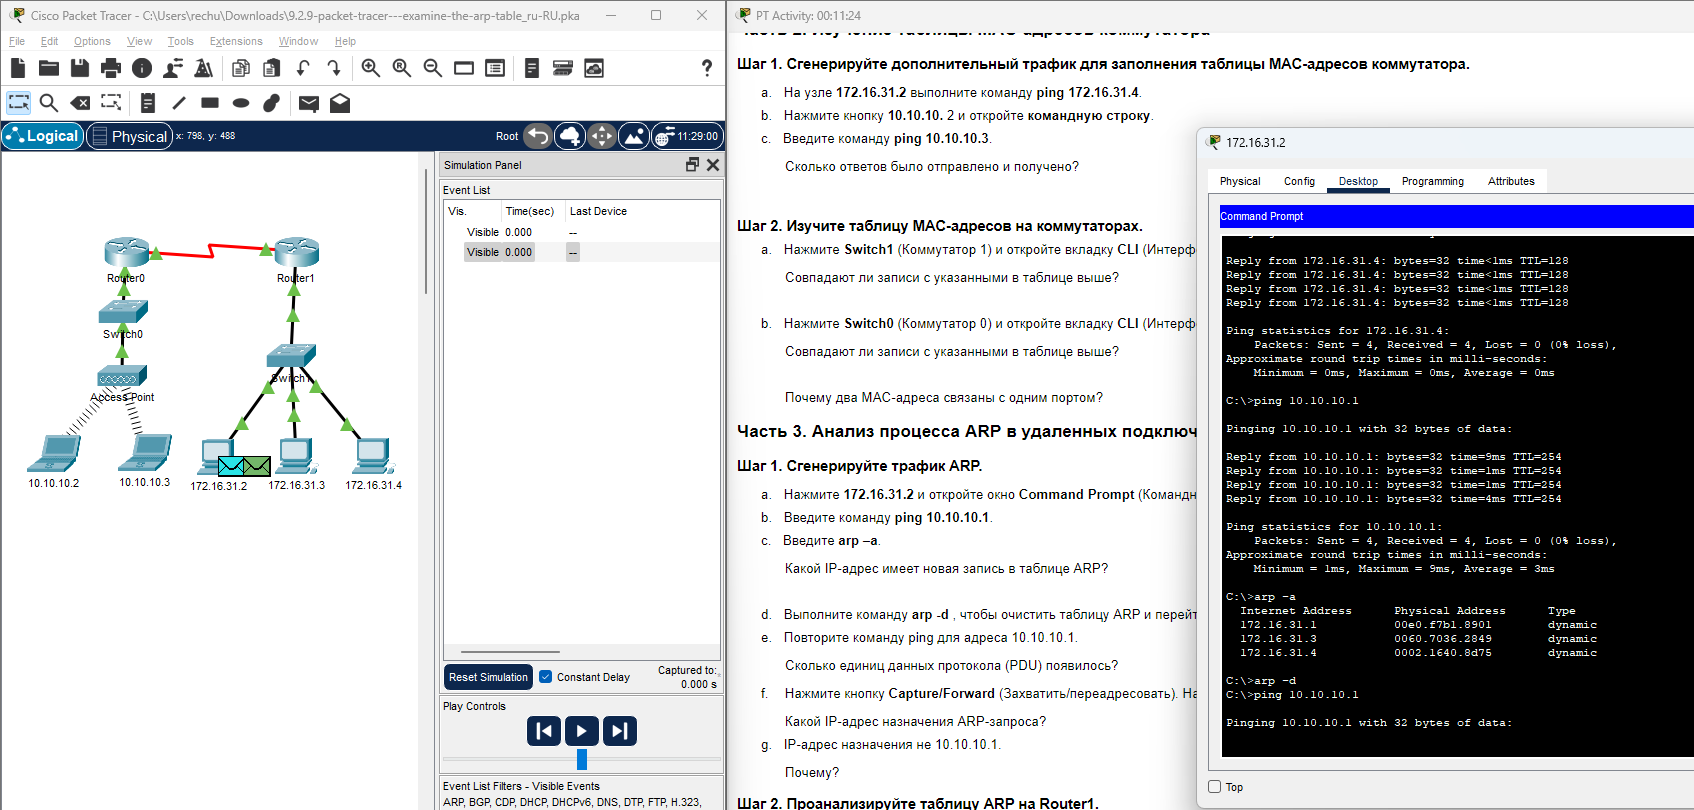 Cisco Packet Tracer - C:\Users\rechu\Downloads\9.2.9-packet-tracer---examine-the-arp-table_ru-RU.pka
File Edit Options View Tools Extensions Window Help
Logical
Physical
x: 798, y: 488
Root
11:29:00
Router0
Router1
Switch0
Switch1
Access Point
10.10.10.2
10.10.10.3
172.16.31.2
172.16.31.3
172.16.31.4
Simulation Panel
Event List
Vis. Time(sec) Last Device
Visible 0.000 --
Visible 0.000 --
Reset Simulation
Constant Delay
Captured to:
0.000 s
Play Controls
Event List Filters - Visible Events
ARP, BGP, CDP, DHCP, DHCPv6, DNS, DTP, FTP, H.323,
PT Activity: 00:11:24
Часть 2. Изучение таблицы MAC-адресов коммутатора
Шаг 1. Сгенерируйте дополнительный трафик для заполнения таблицы MAC-адресов коммутатора.
a. На узле 172.16.31.2 выполните команду ping 172.16.31.4.
b. Нажмите кнопку 10.10.10. 2 и откройте командную строку.
c. Введите команду ping 10.10.10.3.
Сколько ответов было отправлено и получено?
Шаг 2. Изучите таблицу MAC-адресов на коммутаторах.
a. Нажмите Switch1 (Коммутатор 1) и откройте вкладку CLI (Интерф
Совпадают ли записи с указанными в таблице выше?
b. Нажмите Switch0 (Коммутатор 0) и откройте вкладку CLI (Интерф
Совпадают ли записи с указанными в таблице выше?
Почему два MAC-адреса связаны с одним портом?
Часть 3. Анализ процесса ARP в удаленных подключ
Шаг 1. Сгенерируйте трафик ARP.
a. Нажмите 172.16.31.2 и откройте окно Command Prompt (Командн
b. Введите команду ping 10.10.10.1.
c. Введите arp –a.
Какой IP-адрес имеет новая запись в таблице ARP?
d. Выполните команду arp -d , чтобы очистить таблицу ARP и перейт
e. Повторите команду ping для адреса 10.10.10.1.
Сколько единиц данных протокола (PDU) появилось?
f. Нажмите кнопку Capture/Forward (Захватить/переадресовать). На
Какой IP-адрес назначения ARP-запроса?
g. IP-адрес назначения не 10.10.10.1.
Почему?
Шаг 2. Проанализируйте таблицу ARP на Router1.
172.16.31.2
Physical Config Desktop Programming Attributes
Command Prompt
Reply from 172.16.31.4: bytes=32 time<1ms TTL=128
Reply from 172.16.31.4: bytes=32 time<1ms TTL=128
Reply from 172.16.31.4: bytes=32 time<1ms TTL=128
Reply from 172.16.31.4: bytes=32 time<1ms TTL=128
Ping statistics for 172.16.31.4:
Packets: Sent = 4, Received = 4, Lost = 0 (0% loss),
Approximate round trip times in milli-seconds:
Minimum = 0ms, Maximum = 0ms, Average = 0ms
C:\>ping 10.10.10.1
Pinging 10.10.10.1 with 32 bytes of data:
Reply from 10.10.10.1: bytes=32 time=9ms TTL=254
Reply from 10.10.10.1: bytes=32 time=1ms TTL=254
Reply from 10.10.10.1: bytes=32 time=1ms TTL=254
Reply from 10.10.10.1: bytes=32 time=4ms TTL=254
Ping statistics for 10.10.10.1:
Packets: Sent = 4, Received = 4, Lost = 0 (0% loss),
Approximate round trip times in milli-seconds:
Minimum = 1ms, Maximum = 9ms, Average = 3ms
C:\>arp -a
Internet Address Physical Address Type
172.16.31.1 00e0.f7b1.8901 dynamic
172.16.31.3 0060.7036.2849 dynamic
172.16.31.4 0002.1640.8d75 dynamic
C:\>arp -d
C:\>ping 10.10.10.1
Pinging 10.10.10.1 with 32 bytes of data:
Top